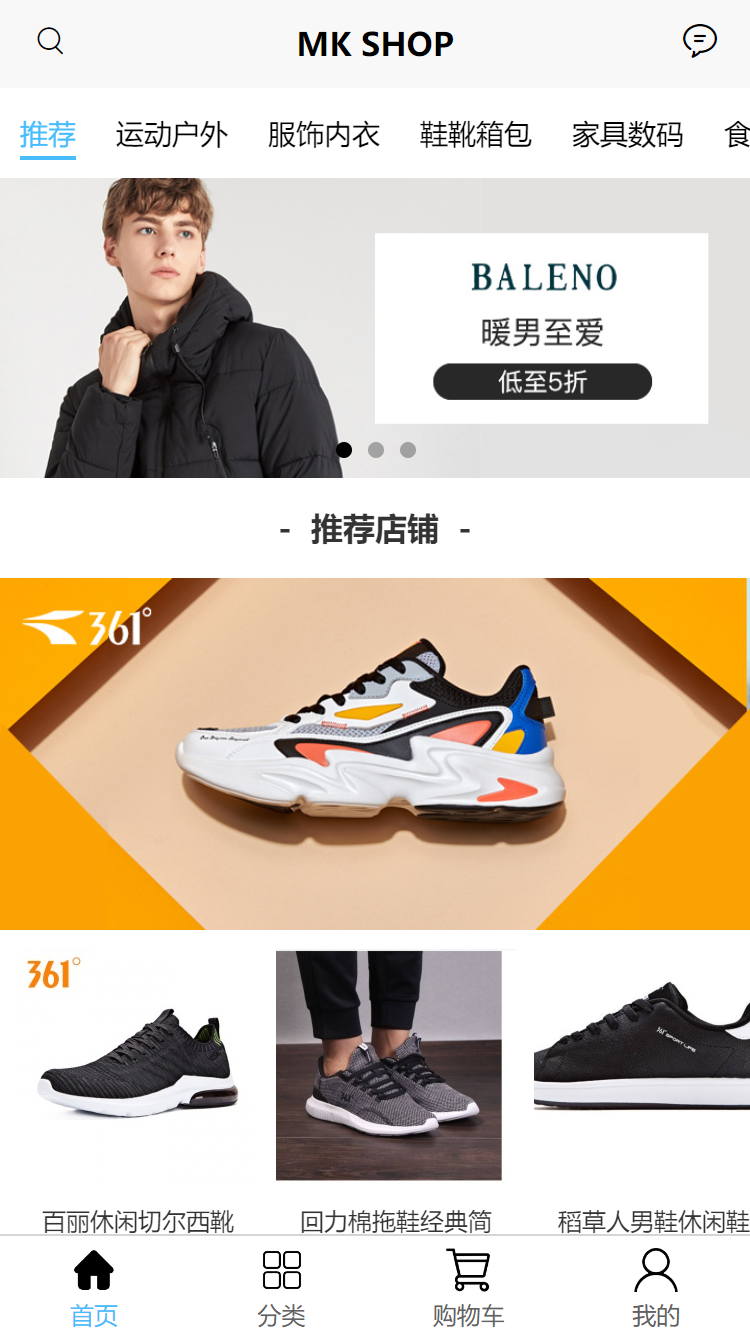 MK SHOP
推荐 运动户外 服饰内衣 鞋靴箱包 家具数码 食
BALENO
暖男至爱
低至5折
- 推荐店铺 -
361°
361°
百丽休闲切尔西靴 回力棉拖鞋经典简 稻草人男鞋休闲鞋
首页 分类 购物车 我的